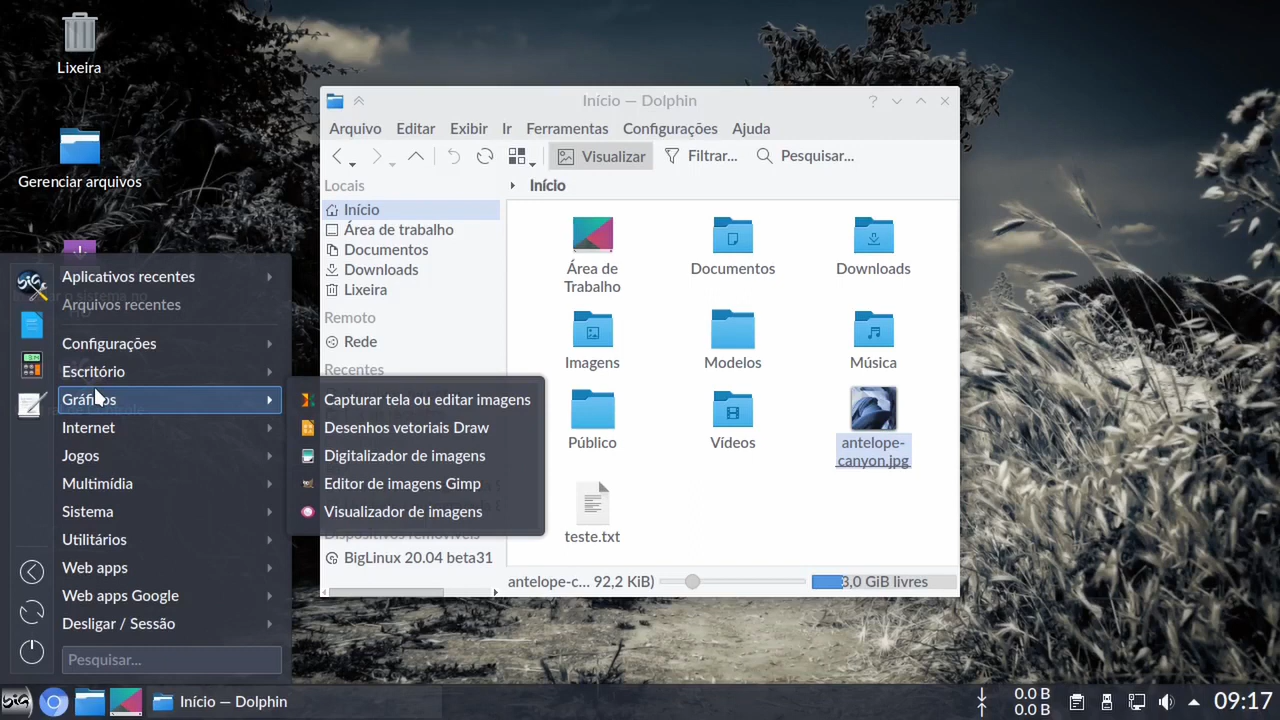 Lixeira
Gerenciar arquivos
Início — Dolphin
Arquivo Editar Exibir Ir Ferramentas Configurações Ajuda
Visualizar Filtrar... Pesquisar...
Locais
Início
Área de trabalho
Documentos
Downloads
Lixeira
Remoto
Rede
Recentes
Dispositivos removíveis
BigLinux 20.04 beta31
Início
Área de
Trabalho
Documentos
Downloads
Imagens
Modelos
Música
Público
Vídeos
antelope-
canyon.jpg
teste.txt
antelope-c... 92,2 KiB)
3,0 GiB livres
Aplicativos recentes
Arquivos recentes
Configurações
Escritório
Gráficos
Internet
Jogos
Multimídia
Sistema
Utilitários
Web apps
Web apps Google
Desligar / Sessão
Pesquisar...
Capturar tela ou editar imagens
Desenhos vetoriais Draw
Digitalizador de imagens
Editor de imagens Gimp
Visualizador de imagens
Início — Dolphin
0.0 B
0.0 B
09:17